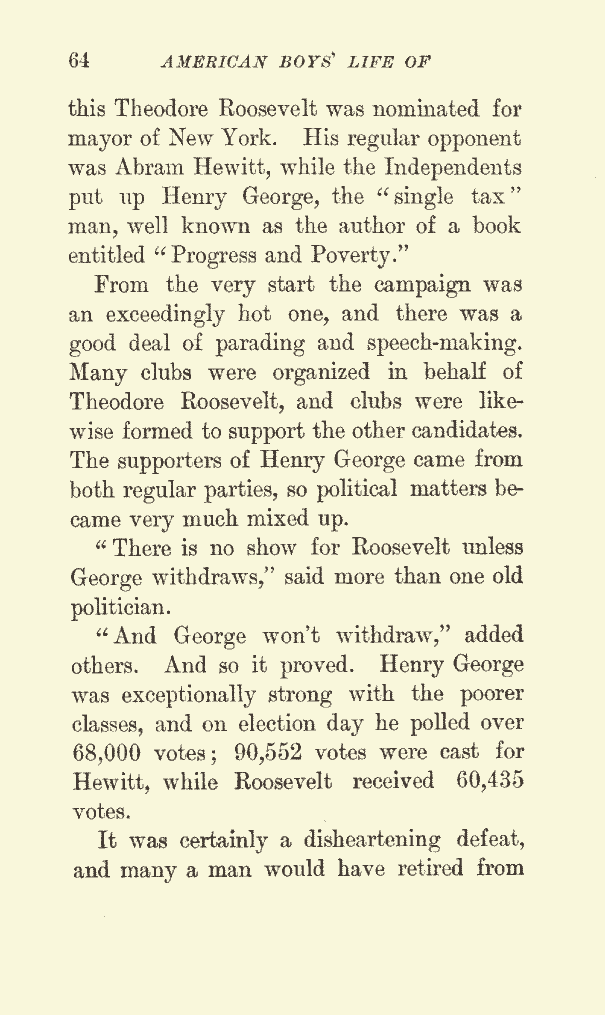 64 AMERICAN BOYS' LIFE OF
this Theodore Roosevelt was nominated for
mayor of New York. His regular opponent
was Abram Hewitt, while the Independents
put up Henry George, the "single tax"
man, well known as the author of a book
entitled "Progress and Poverty."
From the very start the campaign was
an exceedingly hot one, and there was a
good deal of parading and speech-making.
Many clubs were organized in behalf of
Theodore Roosevelt, and clubs were like-
wise formed to support the other candidates.
The supporters of Henry George came from
both regular parties, so political matters be-
came very much mixed up.
"There is no show for Roosevelt unless
George withdraws," said more than one old
politician.
"And George won't withdraw," added
others. And so it proved. Henry George
was exceptionally strong with the poorer
classes, and on election day he polled over
68,000 votes; 90,552 votes were cast for
Hewitt, while Roosevelt received 60,435
votes.
It was certainly a disheartening defeat,
and many a man would have retired from